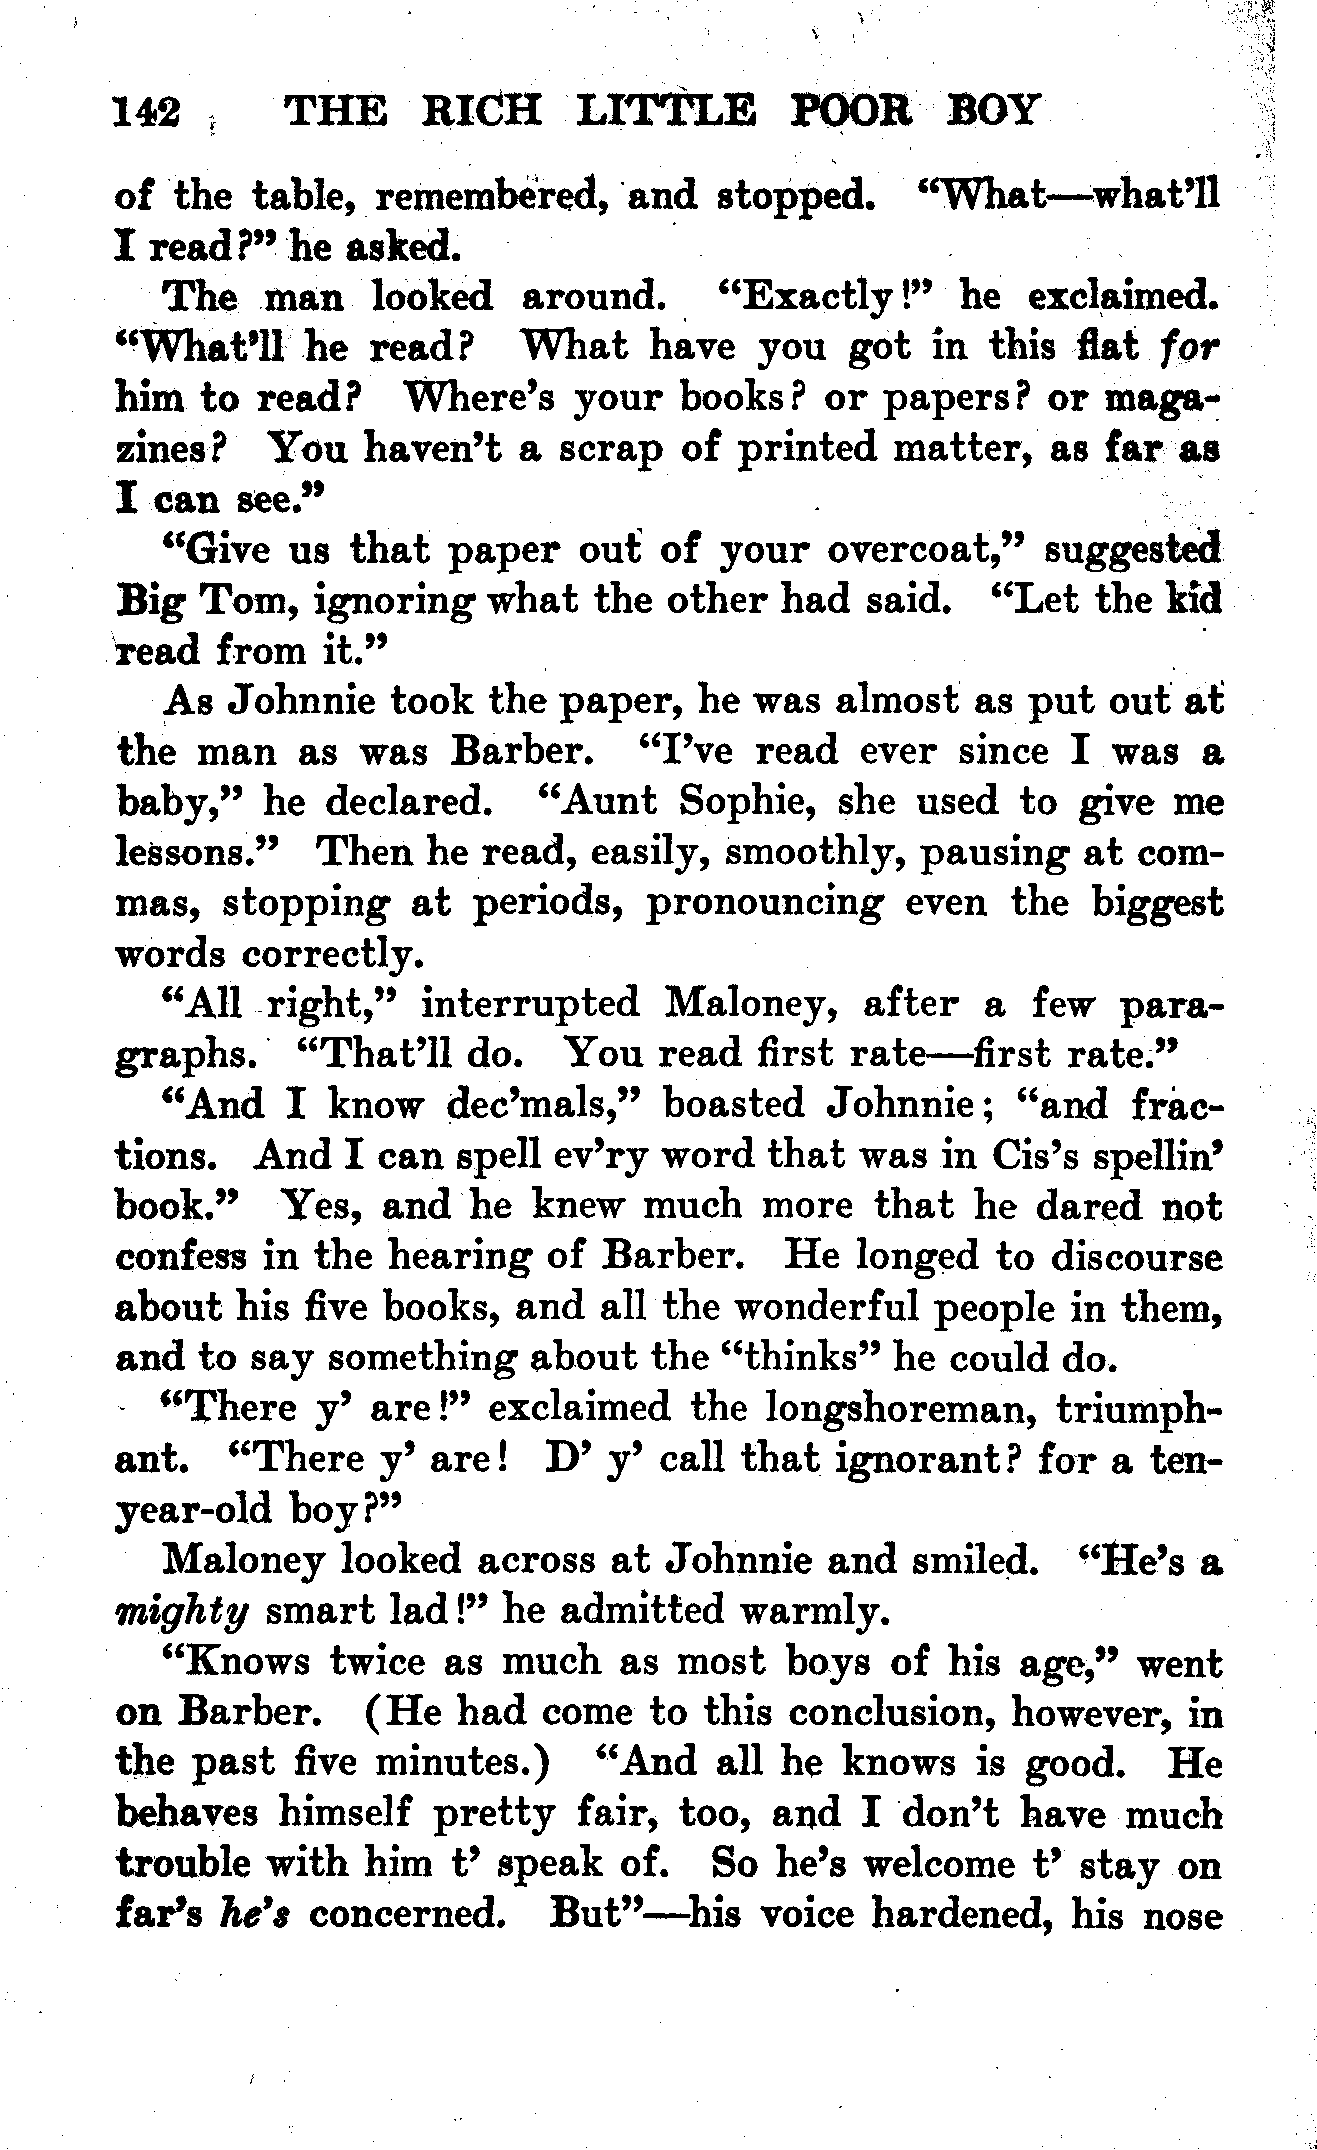 142 THE RICH LITTLE POOR BOY
of the table, remembered, and stopped. “What—what’ll
I read?” he asked.
The man looked around. “Exactly!” he exclaimed.
“What’ll he read? What have you got in this flat for
him to read? Where’s your books? or papers? or maga-
zines? You haven’t a scrap of printed matter, as far as
I can see.”
“Give us that paper out of your overcoat,” suggested
Big Tom, ignoring what the other had said. “Let the kid
read from it.”
As Johnnie took the paper, he was almost as put out at
the man as was Barber. “I’ve read ever since I was a
baby,” he declared. “Aunt Sophie, she used to give me
lessons.” Then he read, easily, smoothly, pausing at com-
mas, stopping at periods, pronouncing even the biggest
words correctly.
“All right,” interrupted Maloney, after a few para-
graphs. “That’ll do. You read first rate—first rate.”
“And I know dec’mals,” boasted Johnnie; “and frac-
tions. And I can spell ev’ry word that was in Cis’s spellin’
book.” Yes, and he knew much more that he dared not
confess in the hearing of Barber. He longed to discourse
about his five books, and all the wonderful people in them,
and to say something about the “thinks” he could do.
“There y’ are!” exclaimed the longshoreman, triumph-
ant. “There y’ are! D’ y’ call that ignorant? for a ten-
year-old boy?”
Maloney looked across at Johnnie and smiled. “He’s a
mighty smart lad!” he admitted warmly.
“Knows twice as much as most boys of his age,” went
on Barber. (He had come to this conclusion, however, in
the past five minutes.) “And all he knows is good. He
behaves himself pretty fair, too, and I don’t have much
trouble with him t’ speak of. So he’s welcome t’ stay on
far’s he’s concerned. But”—his voice hardened, his nose